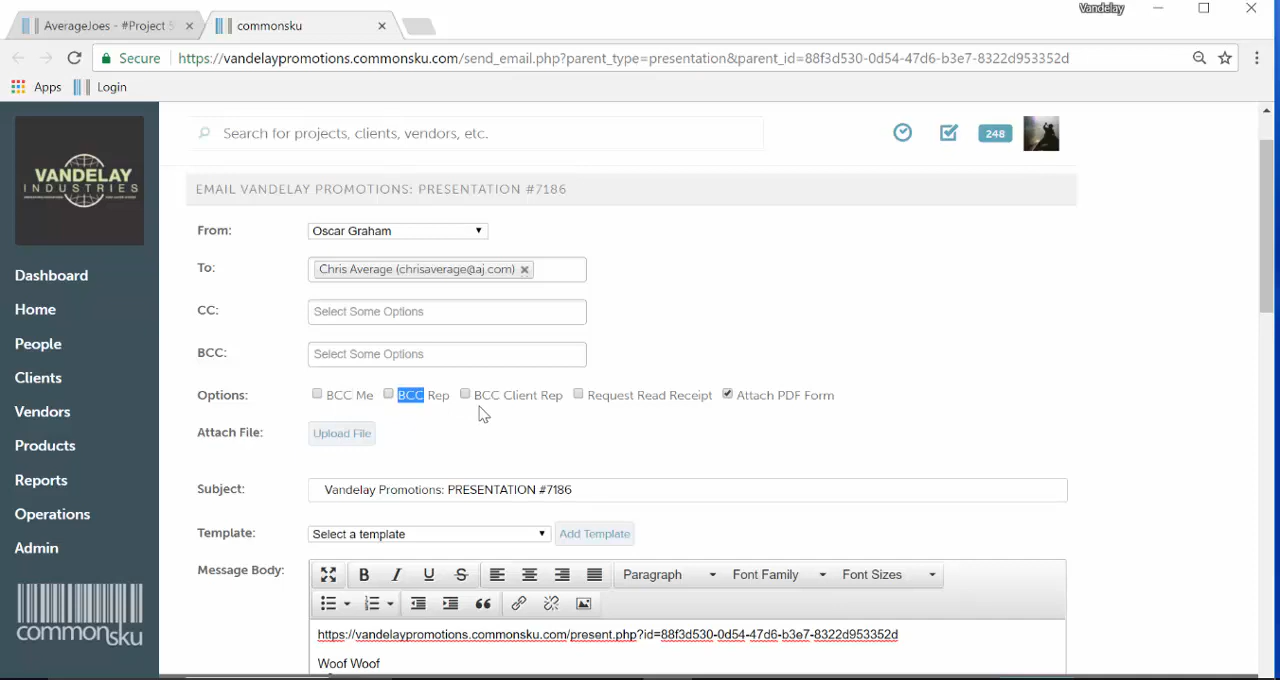 Vandelay
AverageJoes - #Project 5
commonsku
Secure https://vandelaypromotions.commonsku.com/send_email.php?parent_type=presentation&parent_id=88f3d530-0d54-47d6-b3e7-8322d953352d
Apps Login
VANDELAY
INDUSTRIES
Search for projects, clients, vendors, etc.
248
EMAIL VANDELAY PROMOTIONS: PRESENTATION #7186
From: Oscar Graham
To: Chris Average (chrisaverage@aj.com)
CC: Select Some Options
BCC: Select Some Options
Options: BCC Me BCC Rep BCC Client Rep Request Read Receipt Attach PDF Form
Attach File: Upload File
Subject: Vandelay Promotions: PRESENTATION #7186
Template: Select a template Add Template
Message Body:
B I U S Paragraph Font Family Font Sizes
https://vandelaypromotions.commonsku.com/present.php?id=88f3d530-0d54-47d6-b3e7-8322d953352d
Woof Woof
Dashboard
Home
People
Clients
Vendors
Products
Reports
Operations
Admin
commonsku